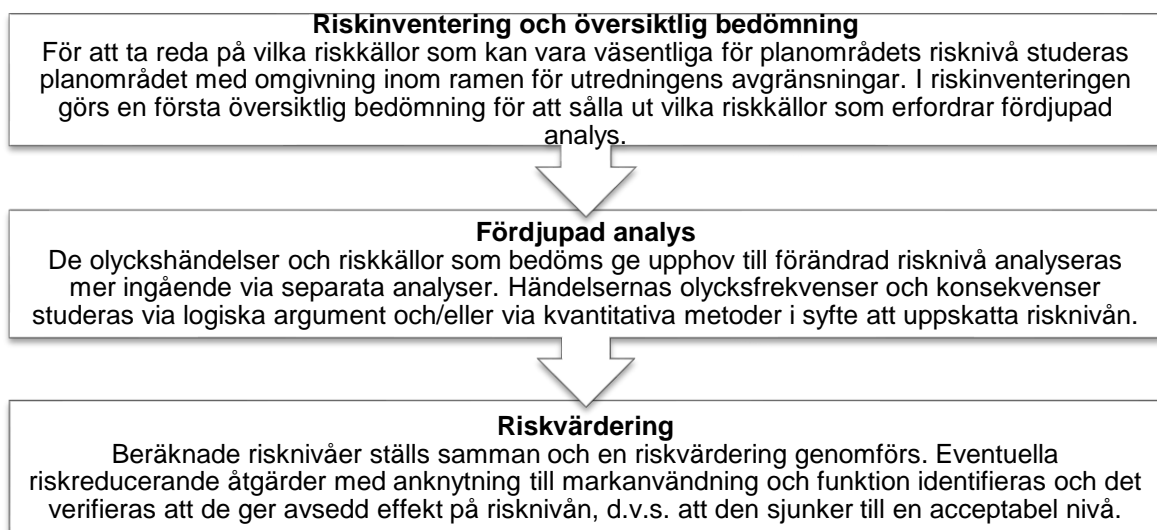 Riskinventering och översiktlig bedömning
För att ta reda på vilka riskkällor som kan vara väsentliga för planområdets risknivå studeras
planområdet med omgivning inom ramen för utredningens avgränsningar. I riskinventeringen
görs en första översiktlig bedömning för att sålla ut vilka riskkällor som erfordrar fördjupad
analys.
Fördjupad analys
De olyckshändelser och riskkällor som bedöms ge upphov till förändrad risknivå analyseras
mer ingående via separata analyser. Händelsernas olycksfrekvenser och konsekvenser
studeras via logiska argument och/eller via kvantitativa metoder i syfte att uppskatta risknivån.
Riskvärdering
Beräknade risknivåer ställs samman och en riskvärdering genomförs. Eventuella
riskreducerande åtgärder med anknytning till markanvändning och funktion identifieras och det
verifieras att de ger avsedd effekt på risknivån, d.v.s. att den sjunker till en acceptabel nivå.